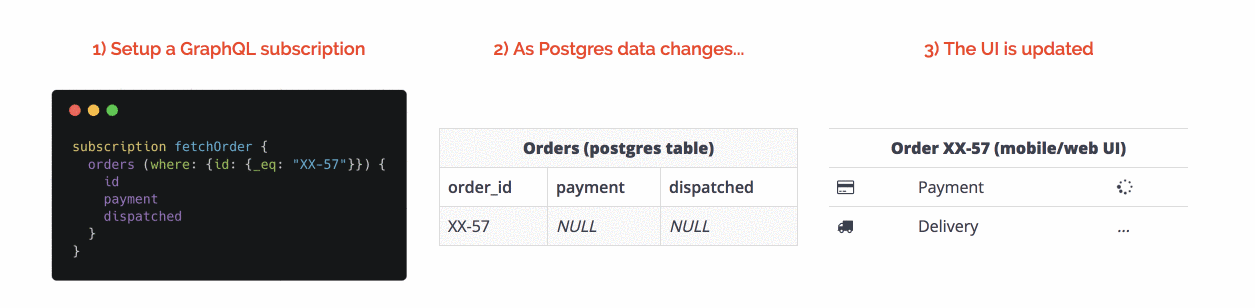 1) Setup a GraphQL subscription
subscription fetchOrder {
  orders (where: {id: {_eq: "XX-57"}}) {
    id
    payment
    dispatched
  }
}
2) As Postgres data changes...
Orders (postgres table)
order_id payment dispatched
XX-57 NULL NULL
3) The UI is updated
Order XX-57 (mobile/web UI)
Payment
Delivery ...